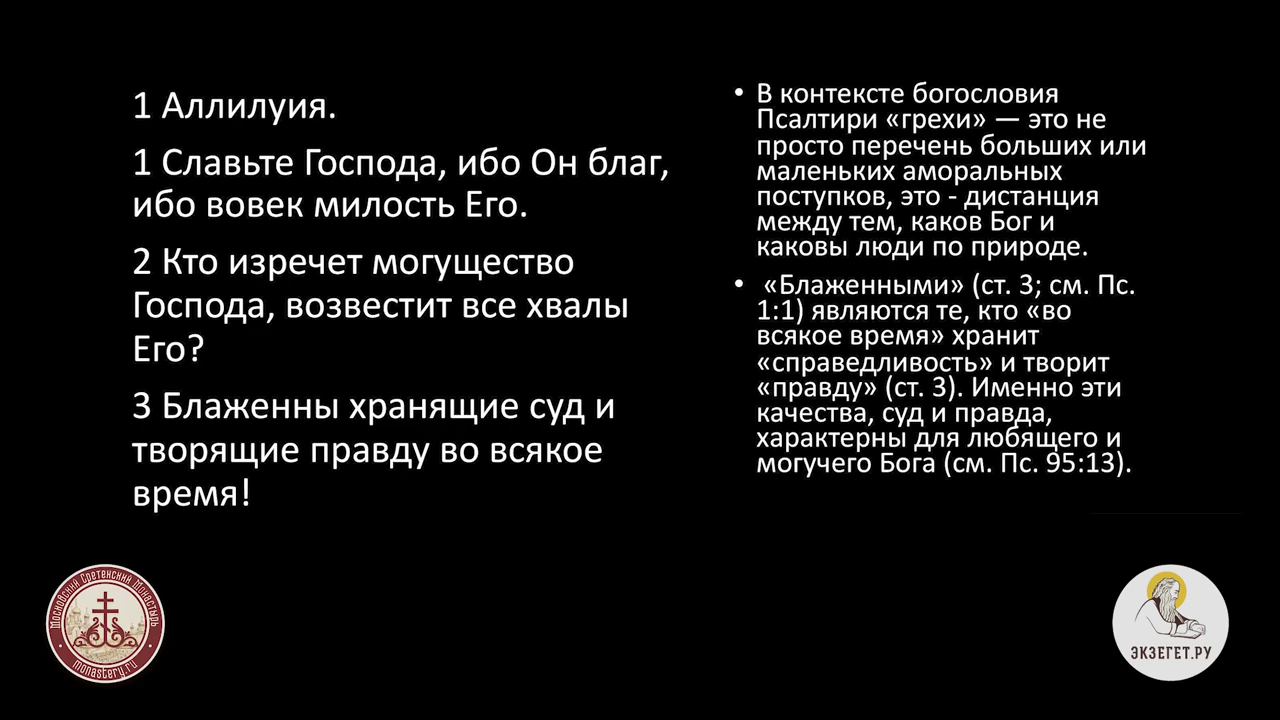 1 Аллилуия.
1 Славьте Господа, ибо Он благ,
ибо вовек милость Его.
2 Кто изречет могущество
Господа, возвестит все хвалы
Его?
3 Блаженны хранящие суд и
творящие правду во всякое
время!
• В контексте богословия
Псалтири «грехи» — это не
просто перечень больших или
маленьких аморальных
поступков, это - дистанция
между тем, каков Бог и
каковы люди по природе.
• «Блаженными» (ст. 3; см. Пс.
1:1) являются те, кто «во
всякое время» хранит
«справедливость» и творит
«правду» (ст. 3). Именно эти
качества, суд и правда,
характерны для любящего и
могучего Бога (см. Пс. 95:13).
Московский Сретенский Монастырь
monastery.ru
ЭКЗЕГЕТ.РУ